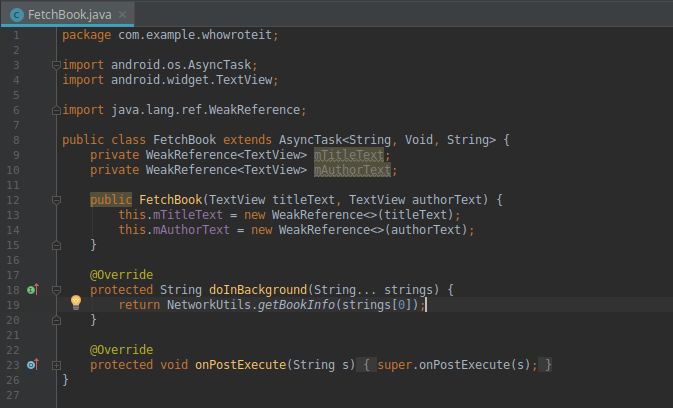 FetchBook.java
1 package com.example.whowroteit;
2
3 import android.os.AsyncTask;
4 import android.widget.TextView;
5
6 import java.lang.ref.WeakReference;
7
8 public class FetchBook extends AsyncTask<String, Void, String> {
9 private WeakReference<TextView> mTitleText;
10 private WeakReference<TextView> mAuthorText;
11
12 public FetchBook(TextView titleText, TextView authorText) {
13 this.mTitleText = new WeakReference<>(titleText);
14 this.mAuthorText = new WeakReference<>(authorText);
15 }
16
17 @Override
18 protected String doInBackground(String... strings) {
19 return NetworkUtils.getBookInfo(strings[0]);
20 }
21
22 @Override
23 protected void onPostExecute(String s) { super.onPostExecute(s); }
26 }
27